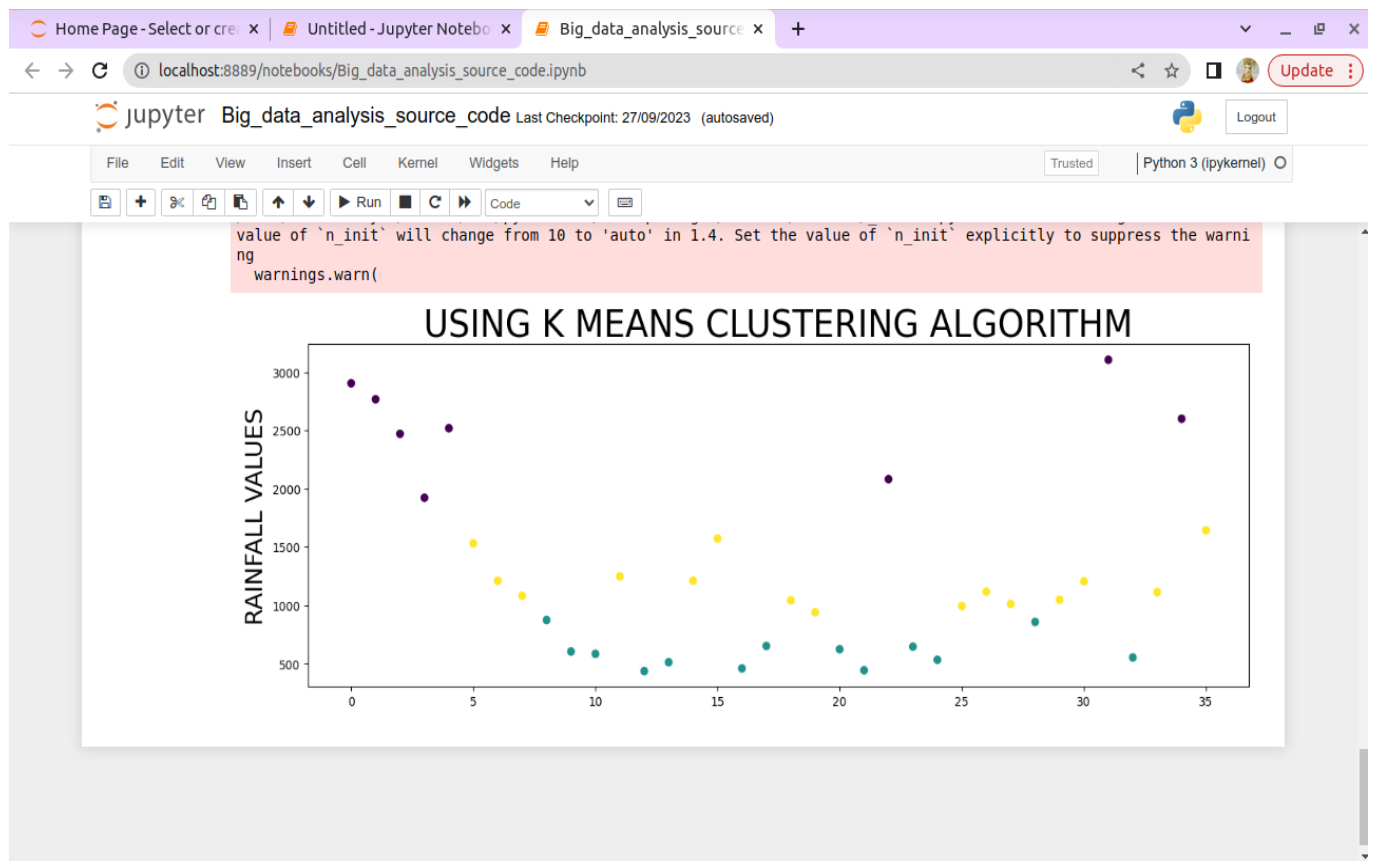 Home Page - Select or cre
Untitled - Jupyter Notebo
Big_data_analysis_source
localhost:8889/notebooks/Big_data_analysis_source_code.ipynb
Update
jupyter Big_data_analysis_source_code Last Checkpoint: 27/09/2023 (autosaved)
Logout
File Edit View Insert Cell Kernel Widgets Help
Trusted
Python 3 (ipykernel)
Run
Code
value of `n_init` will change from 10 to 'auto' in 1.4. Set the value of `n_init` explicitly to suppress the warni
ng
warnings.warn(
USING K MEANS CLUSTERING ALGORITHM
RAINFALL VALUES
3000
2500
2000
1500
1000
500
0 5 10 15 20 25 30 35